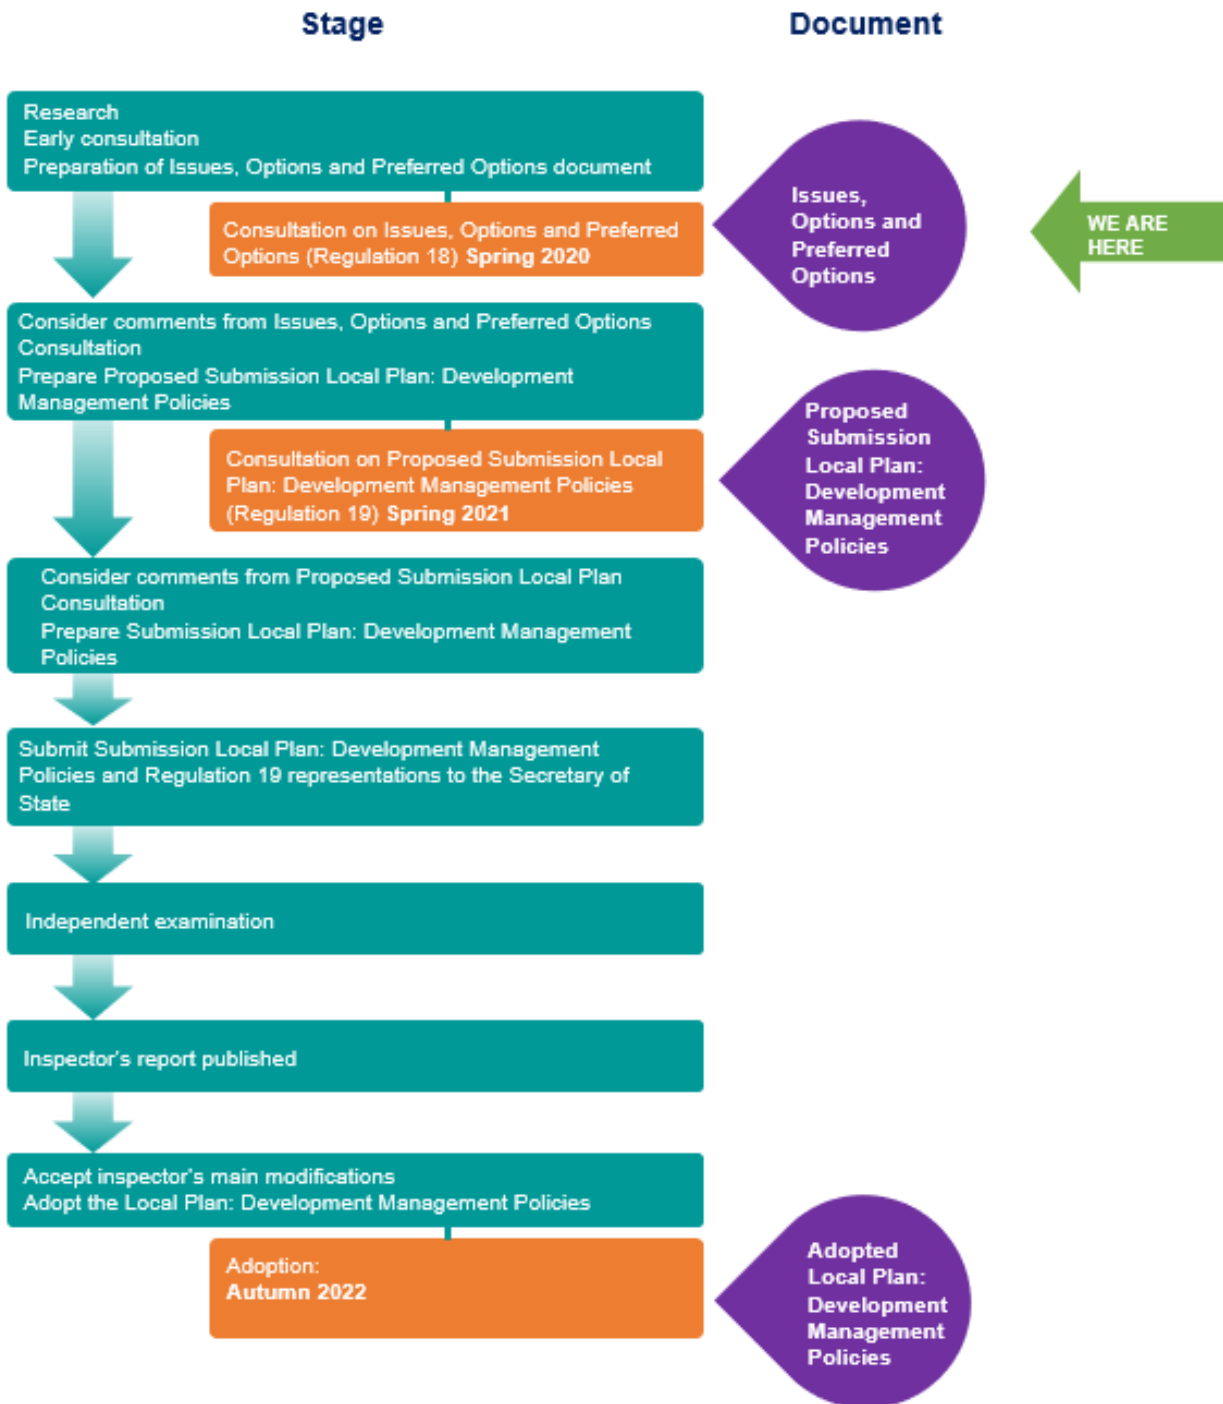 Stage
Document
Research
Early consultation
Preparation of Issues, Options and Preferred Options document
Consultation on Issues, Options and Preferred
Options (Regulation 18) Spring 2020
Issues,
Options and
Preferred
Options
WE ARE
HERE
Consider comments from Issues, Options and Preferred Options
Consultation
Prepare Proposed Submission Local Plan: Development
Management Policies
Consultation on Proposed Submission Local
Plan: Development Management Policies
(Regulation 19) Spring 2021
Proposed
Submission
Local Plan:
Development
Management
Policies
Consider comments from Proposed Submission Local Plan
Consultation
Prepare Submission Local Plan: Development Management
Policies
Submit Submission Local Plan: Development Management
Policies and Regulation 19 representations to the Secretary of
State
Independent examination
Inspector's report published
Accept inspector's main modifications
Adopt the Local Plan: Development Management Policies
Adoption:
Autumn 2022
Adopted
Local Plan:
Development
Management
Policies